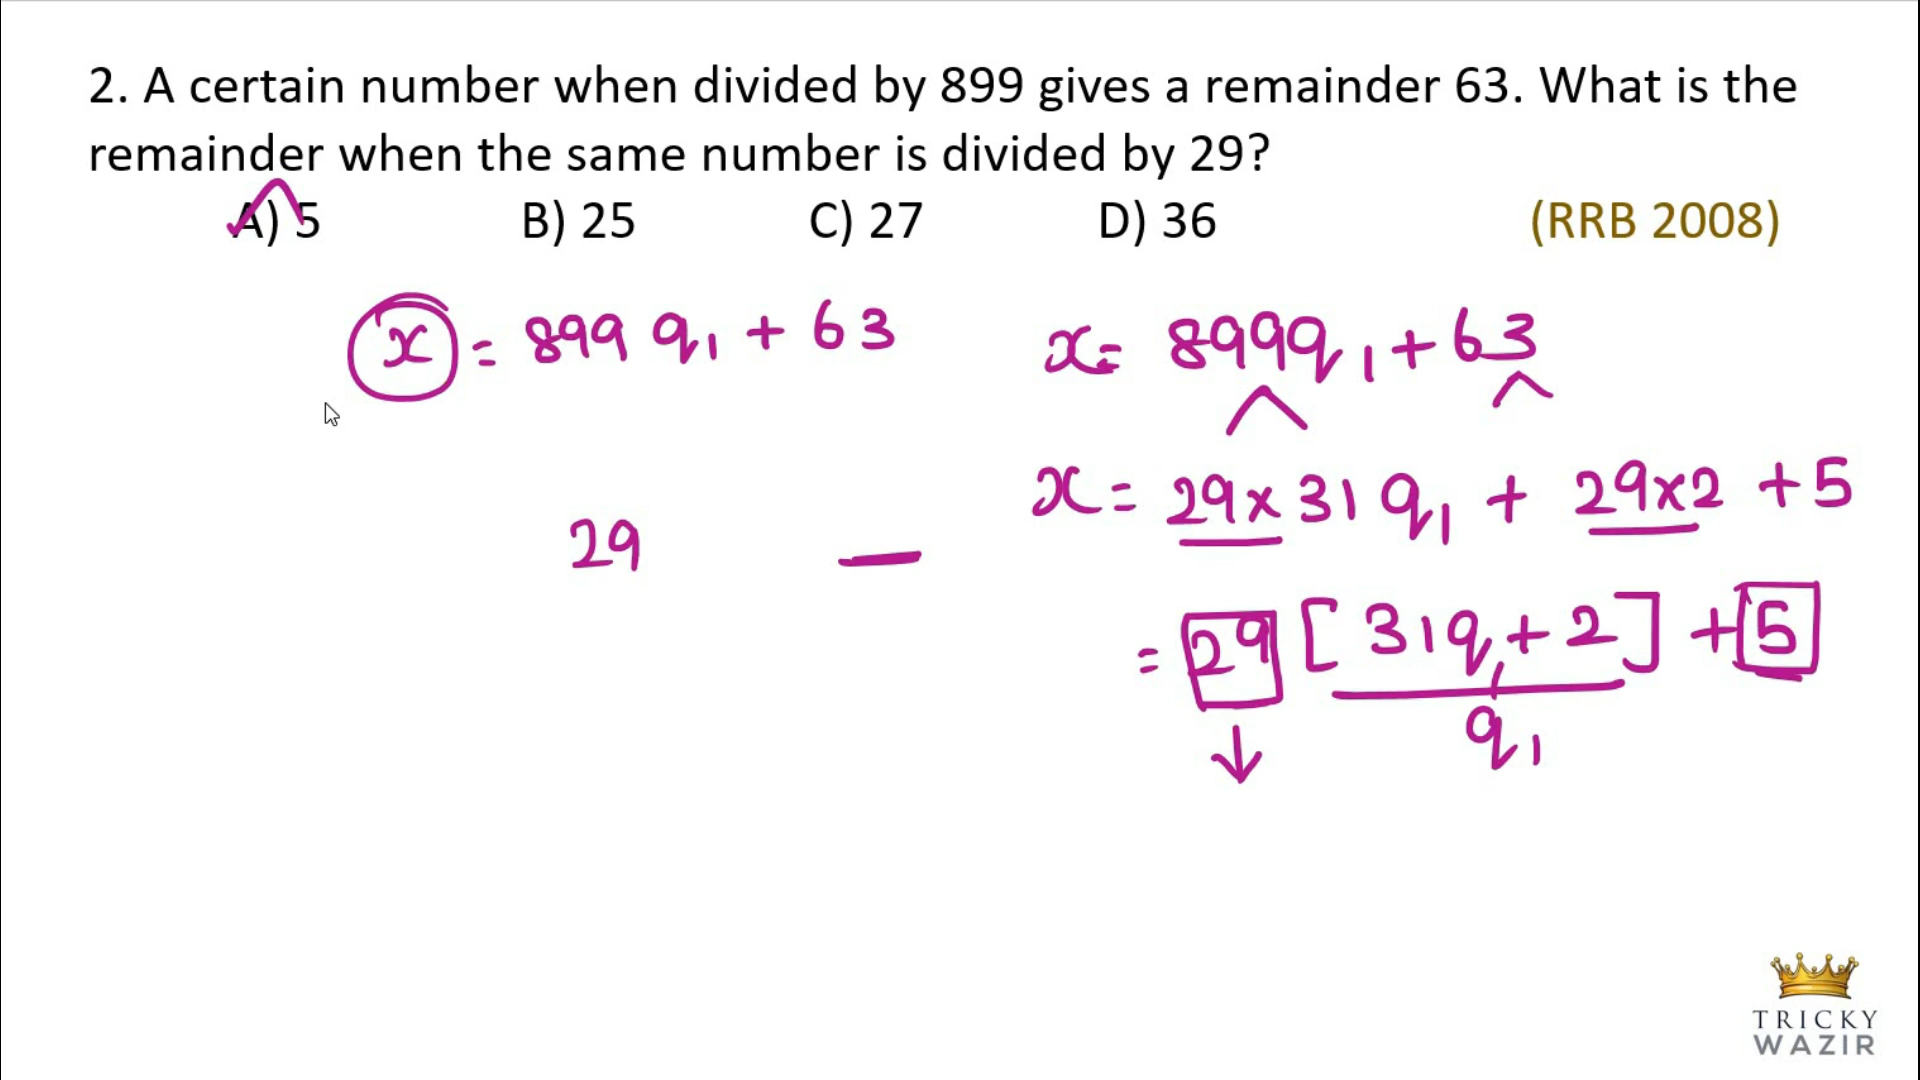 2. A certain number when divided by 899 gives a remainder 63. What is the
remainder when the same number is divided by 29?
A) 5 B) 25 C) 27 D) 36 (RRB 2008)
x = 899 q₁ + 63
x = 899q₁ + 63
x = 29 × 31 q₁ + 29×2 + 5
29 —
= 29 [ 31q₁ + 2 ] + 5
q₁
TRICKY
WAZIR